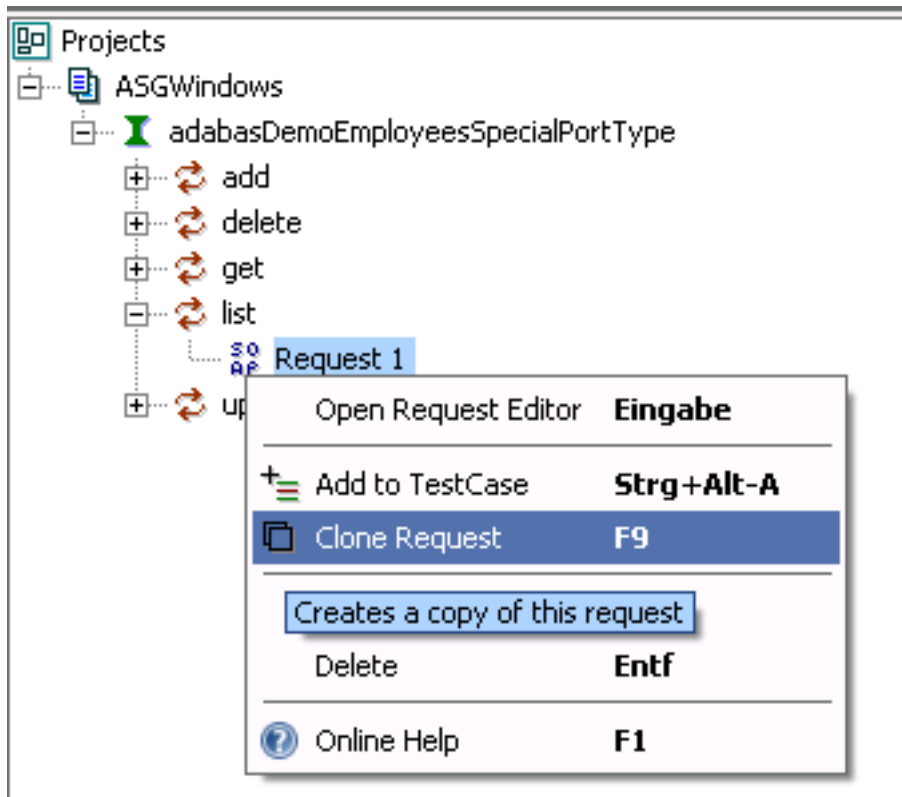 Projects
ASGWindows
adabasDemoEmployeesSpecialPortType
add
delete
get
list
SOAP Request 1
Open Request Editor Eingabe
Add to TestCase Strg+Alt-A
Clone Request F9
Creates a copy of this request
Delete Entf
Online Help F1